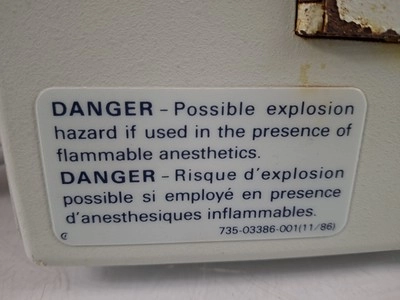 DANGER – Possible explosion
hazard if used in the presence of
flammable anesthetics.
DANGER – Risque d'explosion
possible si employé en presence
d'anesthesiques inflammables.
735-03386-001(11/86)